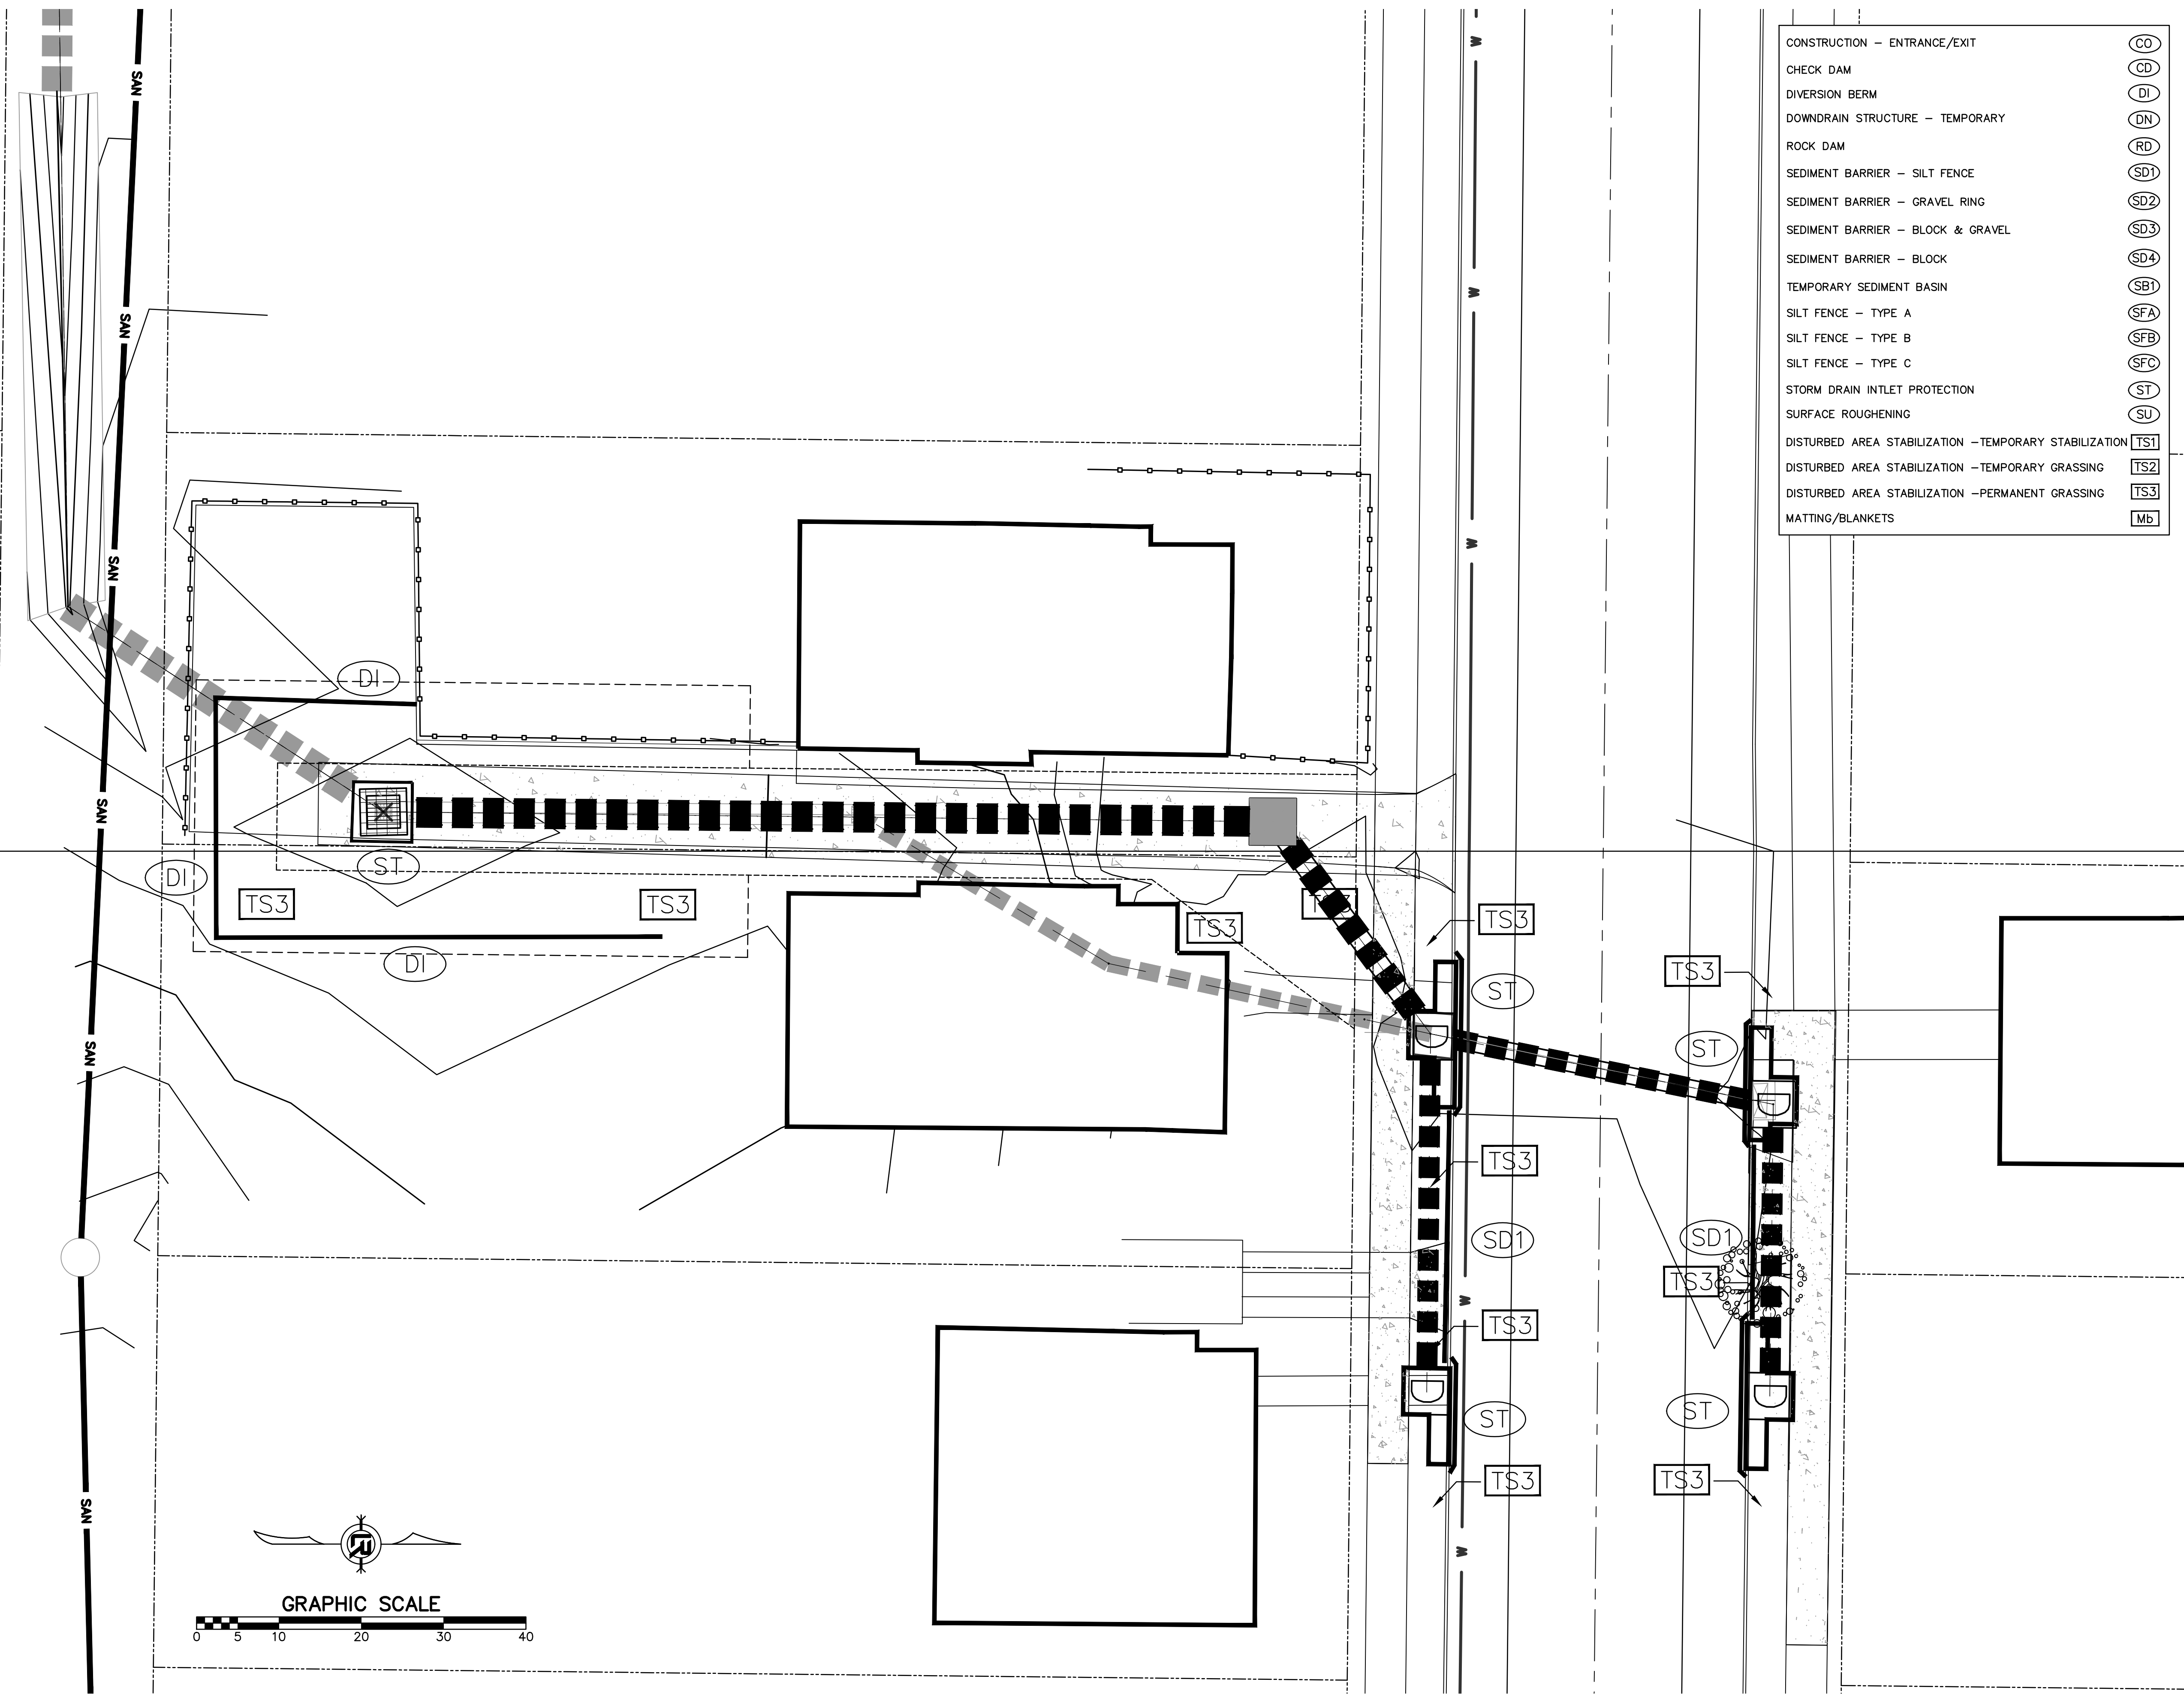 CONSTRUCTION – ENTRANCE/EXIT CO
CHECK DAM CD
DIVERSION BERM DI
DOWNDRAIN STRUCTURE – TEMPORARY DN
ROCK DAM RD
SEDIMENT BARRIER – SILT FENCE SD1
SEDIMENT BARRIER – GRAVEL RING SD2
SEDIMENT BARRIER – BLOCK & GRAVEL SD3
SEDIMENT BARRIER – BLOCK SD4
TEMPORARY SEDIMENT BASIN SB1
SILT FENCE – TYPE A SFA
SILT FENCE – TYPE B SFB
SILT FENCE – TYPE C SFC
STORM DRAIN INTLET PROTECTION ST
SURFACE ROUGHENING SU
DISTURBED AREA STABILIZATION –TEMPORARY STABILIZATION TS1
DISTURBED AREA STABILIZATION –TEMPORARY GRASSING TS2
DISTURBED AREA STABILIZATION –PERMANENT GRASSING TS3
MATTING/BLANKETS Mb
SAN
SAN
SAN
SAN
SAN
SAN
W
W
W
W
W
DI
ST
DI
TS3
TS3
DI
TS3
TS3
TS3
ST
TS3
ST
TS3
SD1
SD1
TS3
TS3
ST
ST
TS3
TS3
GRAPHIC SCALE
0 5 10 20 30 40